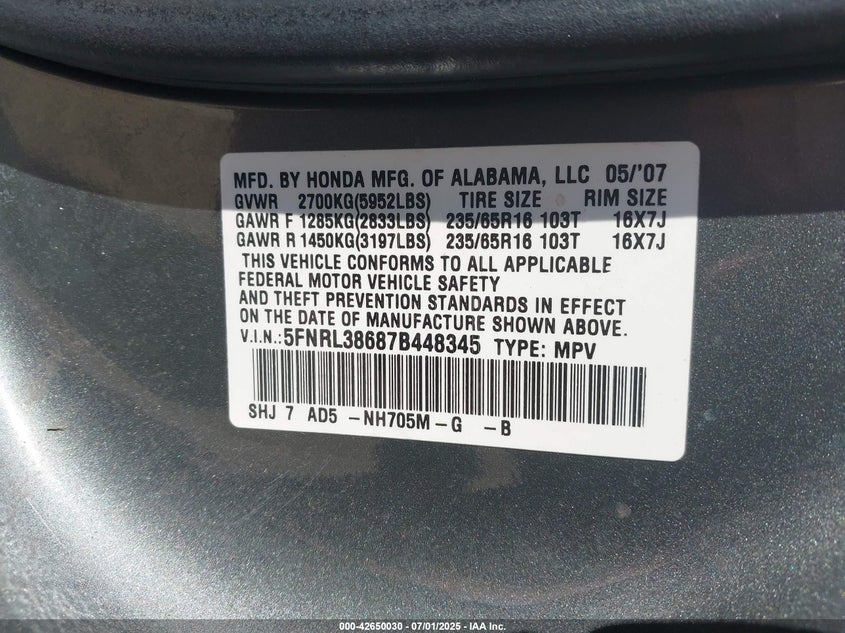 MFD. BY HONDA MFG. OF ALABAMA, LLC 05/'07
GVWR 2700KG(5952LBS) TIRE SIZE RIM SIZE
GAWR F 1285KG(2833LBS) 235/65R16 103T 16X7J
GAWR R 1450KG(3197LBS) 235/65R16 103T 16X7J
THIS VEHICLE CONFORMS TO ALL APPLICABLE
FEDERAL MOTOR VEHICLE SAFETY
AND THEFT PREVENTION STANDARDS IN EFFECT
ON THE DATE OF MANUFACTURE SHOWN ABOVE.
V.I.N.:5FNRL38687B448345 TYPE: MPV
SHJ 7 AD5 -NH705M-G -B
000-42650030 - 07/01/2025 - IAA Inc.